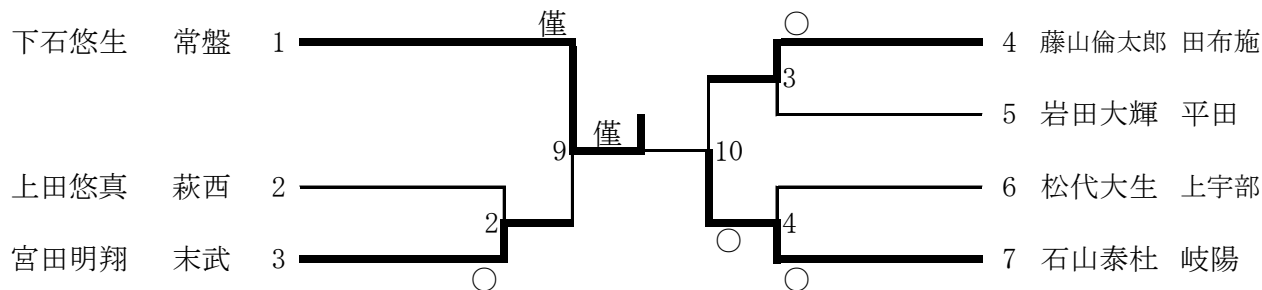 僅
下石悠生 常盤 1
4 藤山倫太郎 田布施
3
5 岩田大輝 平田
僅
9
10
上田悠真 萩西 2
6 松代大生 上宇部
2
4
宮田明翔 末武 3
7 石山泰杜 岐陽